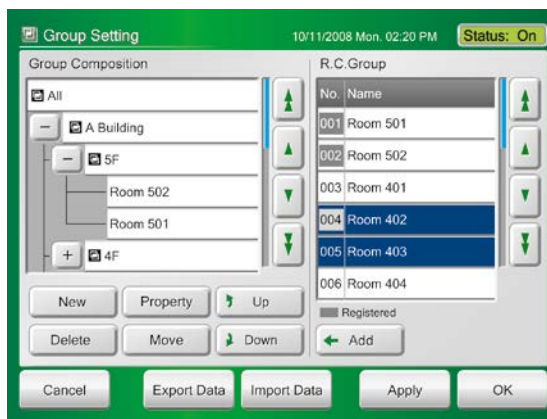 Group Setting
10/11/2008 Mon. 02:20 PM
Status: On
Group Composition
All
A Building
5F
Room 502
Room 501
4F
New
Property
Up
Delete
Move
Down
R.C.Group
No. Name
001 Room 501
002 Room 502
003 Room 401
004 Room 402
005 Room 403
006 Room 404
Registered
Add
Cancel
Export Data
Import Data
Apply
OK